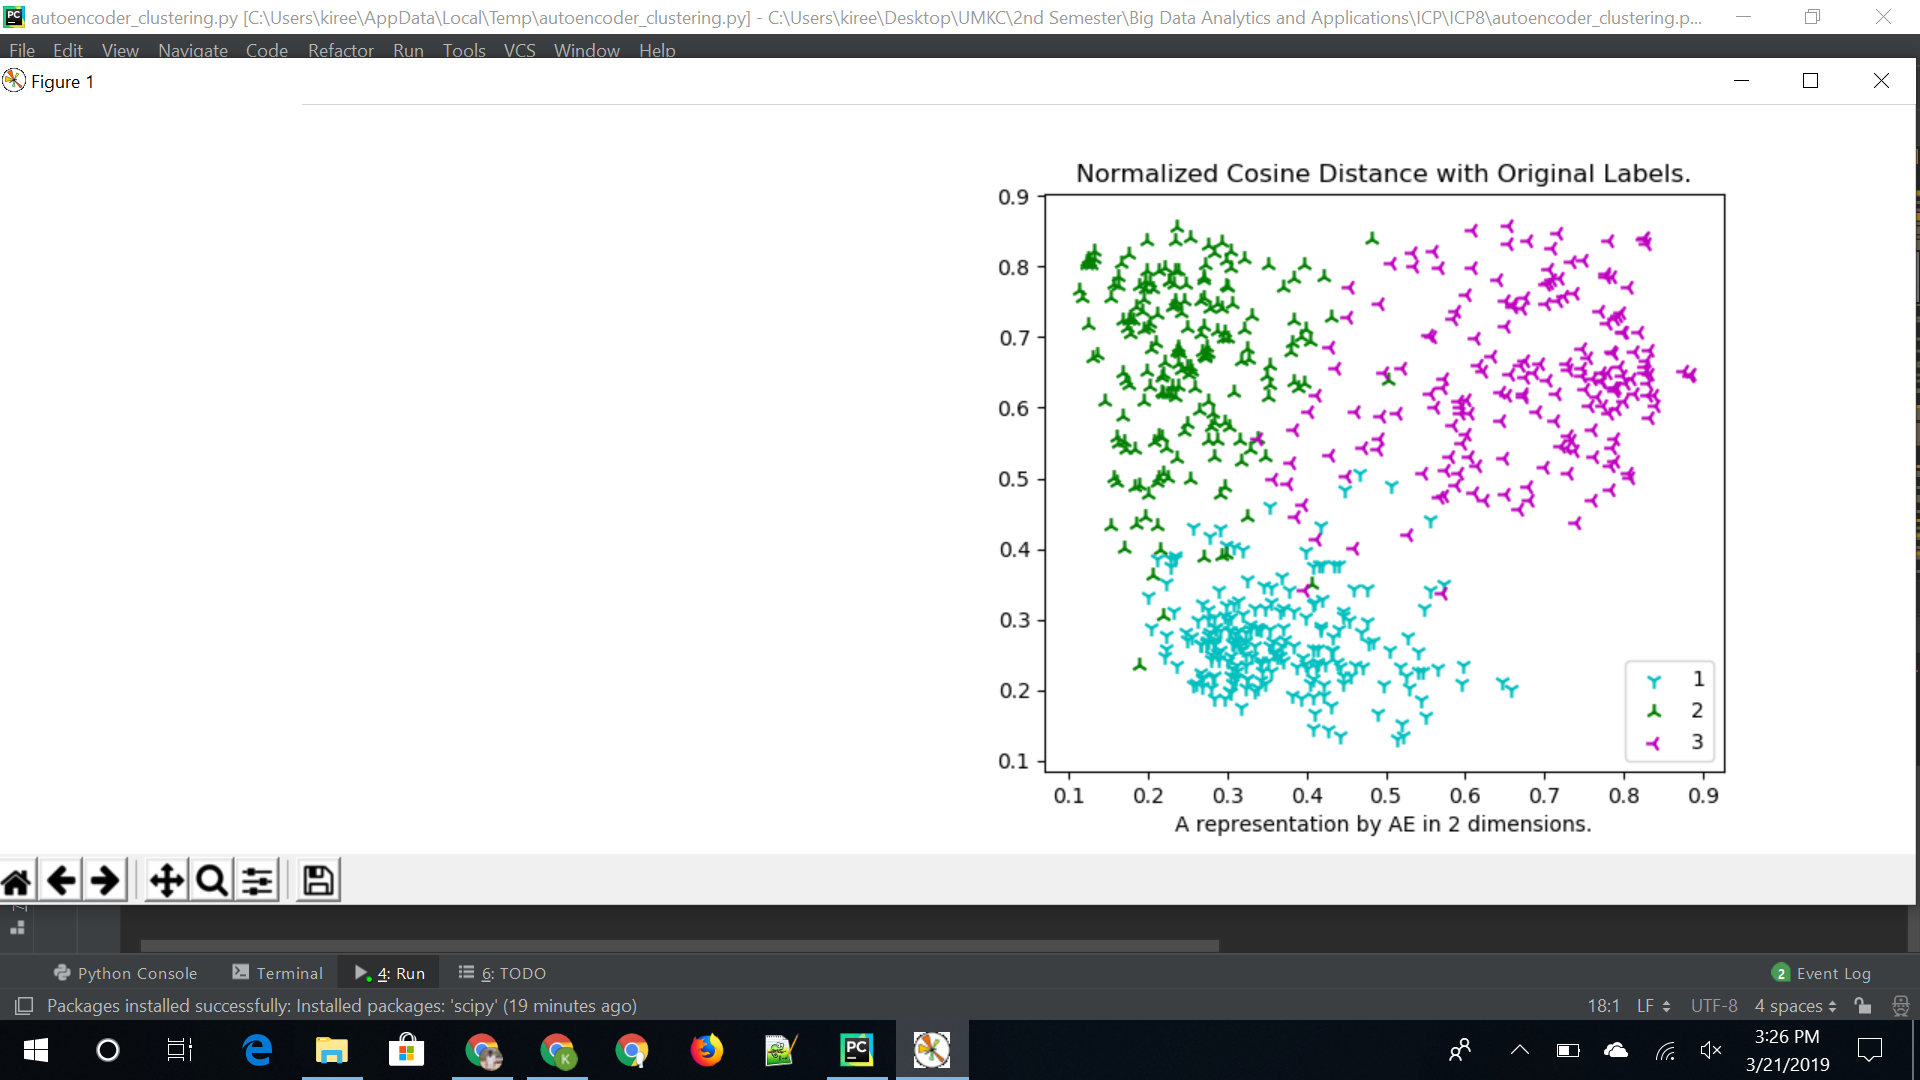 autoencoder_clustering.py [C:\Users\kiree\AppData\Local\Temp\autoencoder_clustering.py] - C:\Users\kiree\Desktop\UMKC\2nd Semester\Big Data Analytics and Applications\ICP\ICP8\autoencoder_clustering.p...
File Edit View Navigate Code Refactor Run Tools VCS Window Help
Figure 1
Normalized Cosine Distance with Original Labels.
0.9
0.8
0.7
0.6
0.5
0.4
0.3
0.2
0.1
1
2
3
0.1 0.2 0.3 0.4 0.5 0.6 0.7 0.8 0.9
A representation by AE in 2 dimensions.
Python Console Terminal 4: Run 6: TODO 2 Event Log
Packages installed successfully: Installed packages: 'scipy' (19 minutes ago) 18:1 LF UTF-8 4 spaces
PC K 3:26 PM
3/21/2019